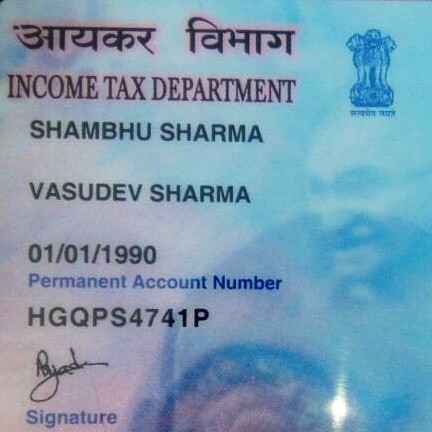 आयकर विभाग
INCOME TAX DEPARTMENT
सत्यमेव जयते
SHAMBHU SHARMA
VASUDEV SHARMA
01/01/1990
Permanent Account Number
HGQPS4741P
Signature